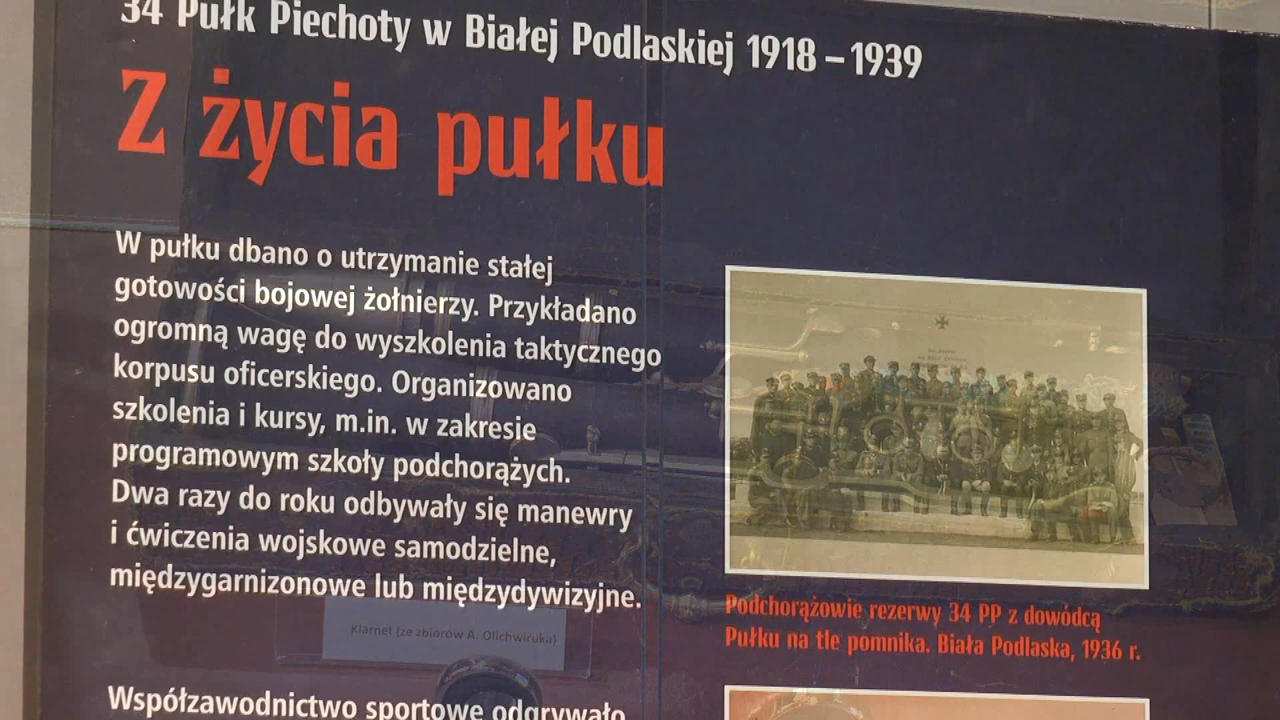 34 Pułk Piechoty w Białej Podlaskiej 1918 – 1939
Z życia pułku
W pułku dbano o utrzymanie stałej
gotowości bojowej żołnierzy. Przykładano
ogromną wagę do wyszkolenia taktycznego
korpusu oficerskiego. Organizowano
szkolenia i kursy, m.in. w zakresie
programowym szkoły podchorążych.
Dwa razy do roku odbywały się manewry
i ćwiczenia wojskowe samodzielne,
międzygarnizonowe lub międzydywizyjne.
Klarnet (ze zbiorów A. Olichwiruka)
Współzawodnictwo sportowe odgrywało
Podchorążowie rezerwy 34 PP z dowódcą
Pułku na tle pomnika. Biała Podlaska, 1936 r.